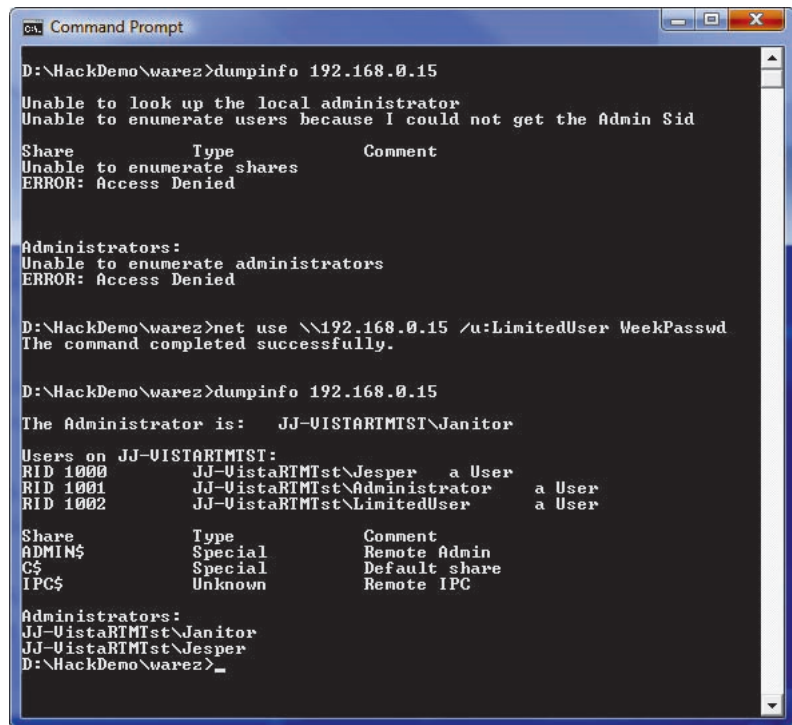 Command Prompt
D:\HackDemo\warez>dumpinfo 192.168.0.15
Unable to look up the local administrator
Unable to enumerate users because I could not get the Admin Sid
Share Type Comment
Unable to enumerate shares
ERROR: Access Denied
Administrators:
Unable to enumerate administrators
ERROR: Access Denied
D:\HackDemo\warez>net use \\192.168.0.15 /u:LimitedUser WeekPasswd
The command completed successfully.
D:\HackDemo\warez>dumpinfo 192.168.0.15
The Administrator is: JJ-VISTARTMTST\Janitor
Users on JJ-VISTARTMTST:
RID 1000 JJ-VistaRTMTst\Jesper a User
RID 1001 JJ-VistaRTMTst\Administrator a User
RID 1002 JJ-VistaRTMTst\LimitedUser a User
Share Type Comment
ADMIN$ Special Remote Admin
C$ Special Default share
IPC$ Unknown Remote IPC
Administrators:
JJ-VistaRTMTst\Janitor
JJ-VistaRTMTst\Jesper
D:\HackDemo\warez>_